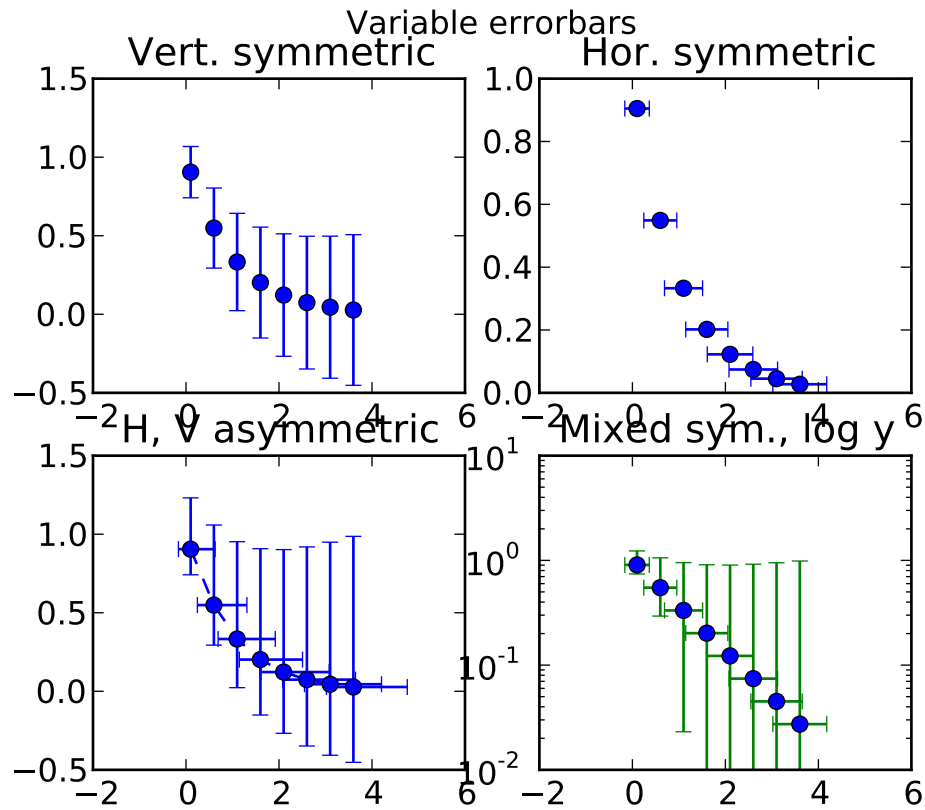 Variable errorbars
Vert. symmetric
Hor. symmetric
1.5
1.0
0.5
0.0
−0.5
−2 0 2 4 6
1.0
0.8
0.6
0.4
0.2
0.0
−2 0 2 4 6
H, V asymmetric
Mixed sym., log y
1.5
1.0
0.5
0.0
−0.5
−2 0 2 4 6
10^1
10^0
10^-1
10^-2
−2 0 2 4 6